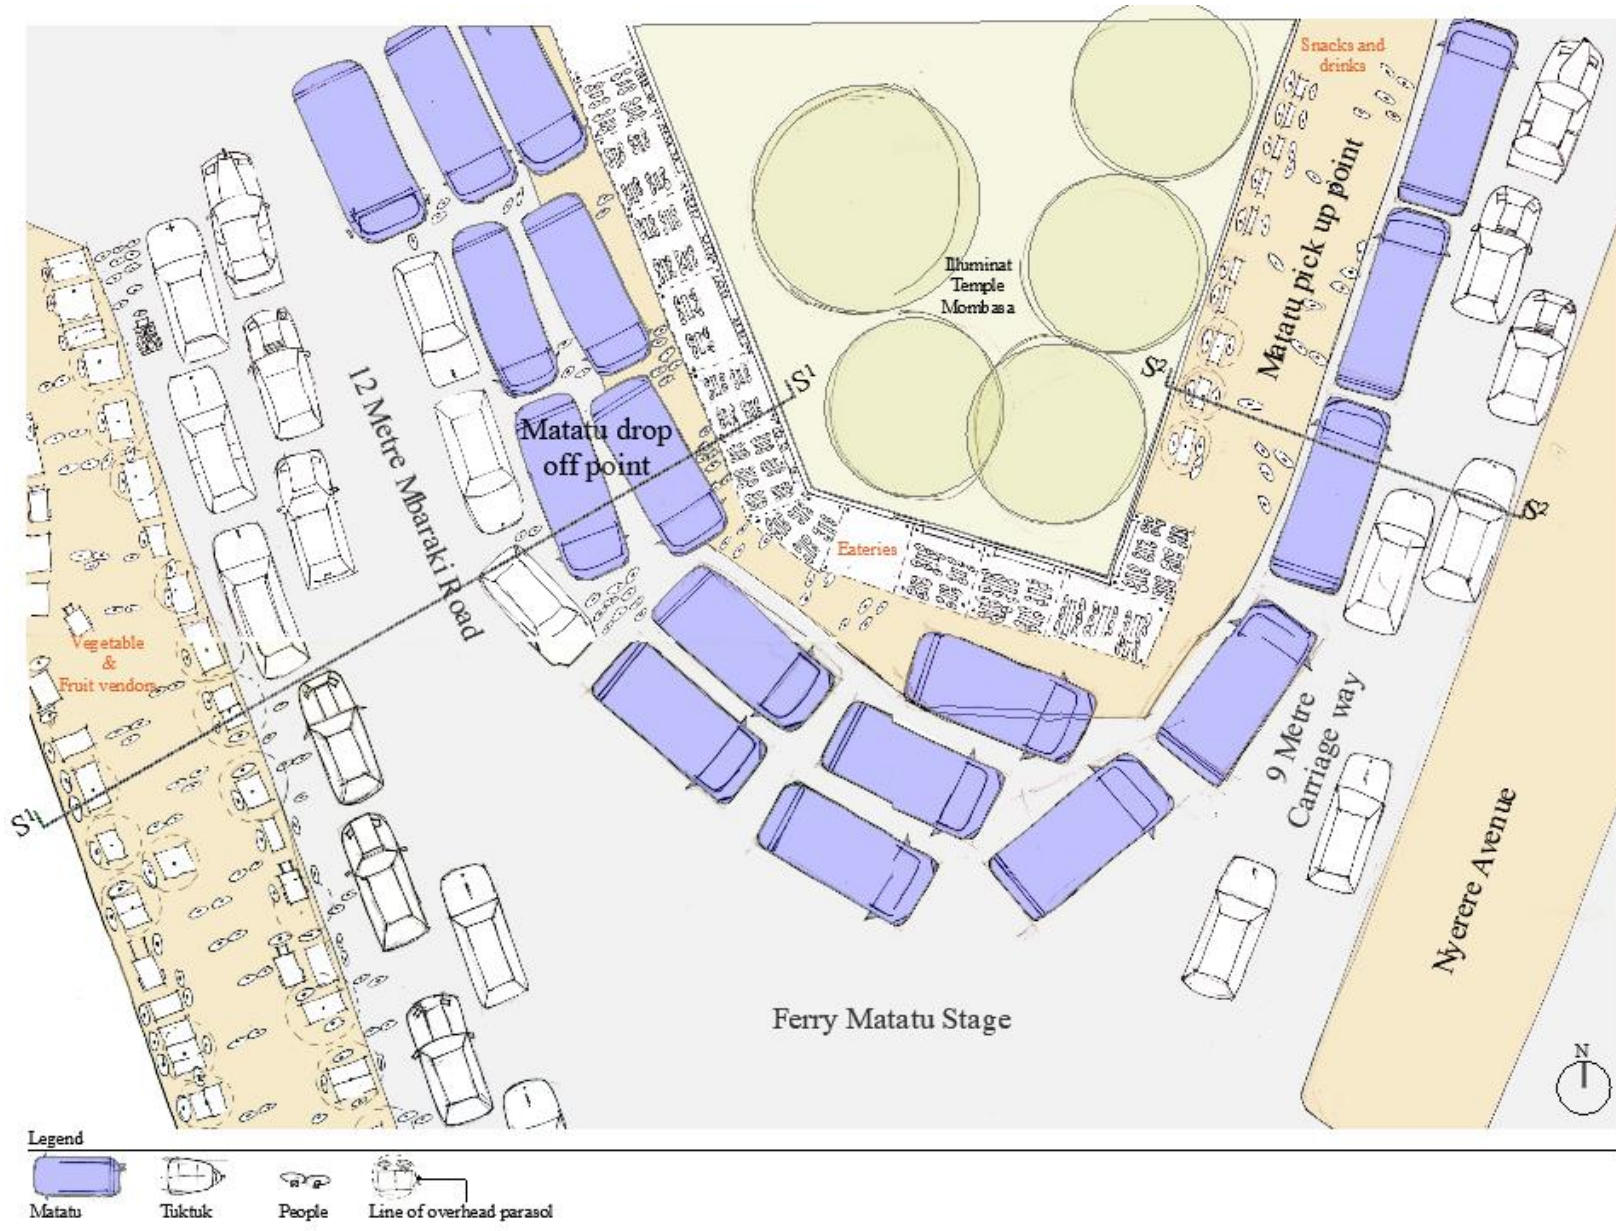 Snacks and
drinks
Matatu pick up point
Illuminat
Temple
Mombasa
S1
S2
12 Metre Mbaraki Road
Matatu drop
off point
S2
Eateries
Vegetable
&
Fruit vendors
9 Metre
Carriage way
S1
Nyerere Avenue
Ferry Matatu Stage
N
Legend
Matatu
Tuktuk
People
Line of overhead parasol